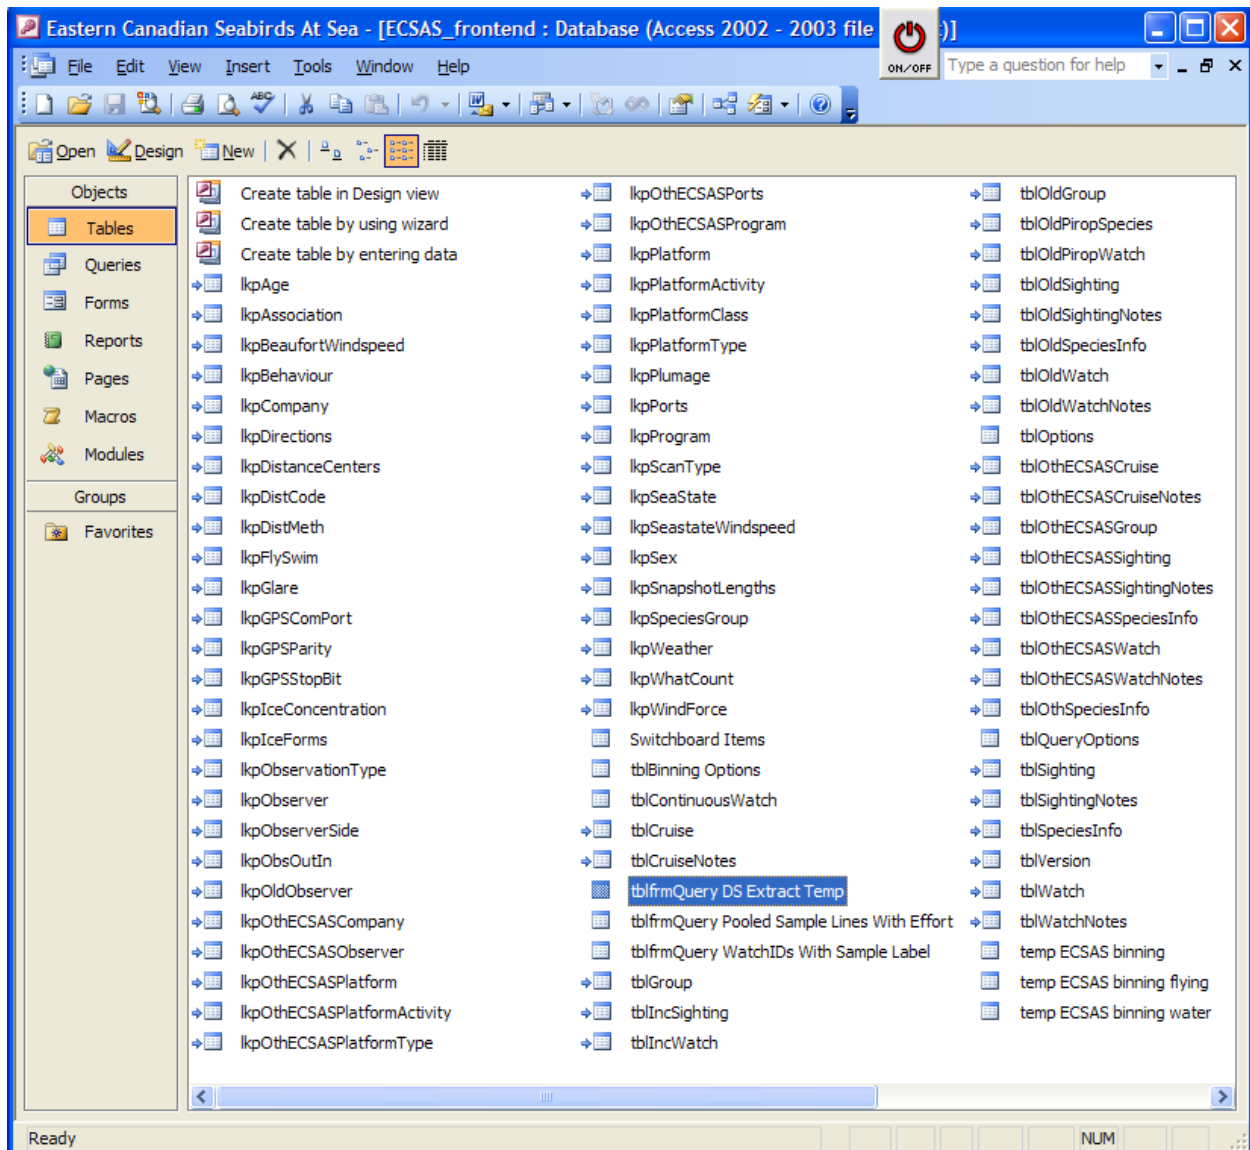 Eastern Canadian Seabirds At Sea - [ECSAS_frontend : Database (Access 2002 - 2003 file )]
ON/OFF
File Edit View Insert Tools Window Help
Type a question for help
ABC
Open Design New
Objects
Tables
Queries
Forms
Reports
Pages
Macros
Modules
Groups
Favorites
Create table in Design view
Create table by using wizard
Create table by entering data
lkpAge
lkpAssociation
lkpBeaufortWindspeed
lkpBehaviour
lkpCompany
lkpDirections
lkpDistanceCenters
lkpDistCode
lkpDistMeth
lkpFlySwim
lkpGlare
lkpGPSComPort
lkpGPSParity
lkpGPSStopBit
lkpIceConcentration
lkpIceForms
lkpObservationType
lkpObserver
lkpObserverSide
lkpObsOutIn
lkpOldObserver
lkpOthECSASCompany
lkpOthECSASObserver
lkpOthECSASPlatform
lkpOthECSASPlatformActivity
lkpOthECSASPlatformType
lkpOthECSASPorts
lkpOthECSASProgram
lkpPlatform
lkpPlatformActivity
lkpPlatformClass
lkpPlatformType
lkpPlumage
lkpPorts
lkpProgram
lkpScanType
lkpSeaState
lkpSeastateWindspeed
lkpSex
lkpSnapshotLengths
lkpSpeciesGroup
lkpWeather
lkpWhatCount
lkpWindForce
Switchboard Items
tblBinning Options
tblContinuousWatch
tblCruise
tblCruiseNotes
tblfrmQuery DS Extract Temp
tblfrmQuery Pooled Sample Lines With Effort
tblfrmQuery WatchIDs With Sample Label
tblGroup
tblIncSighting
tblIncWatch
tblOldGroup
tblOldPiropSpecies
tblOldPiropWatch
tblOldSighting
tblOldSightingNotes
tblOldSpeciesInfo
tblOldWatch
tblOldWatchNotes
tblOptions
tblOthECSASCruise
tblOthECSASCruiseNotes
tblOthECSASGroup
tblOthECSASSighting
tblOthECSASSightingNotes
tblOthECSASSpeciesInfo
tblOthECSASWatch
tblOthECSASWatchNotes
tblOthSpeciesInfo
tblQueryOptions
tblSighting
tblSightingNotes
tblSpeciesInfo
tblVersion
tblWatch
tblWatchNotes
temp ECSAS binning
temp ECSAS binning flying
temp ECSAS binning water
Ready
NUM